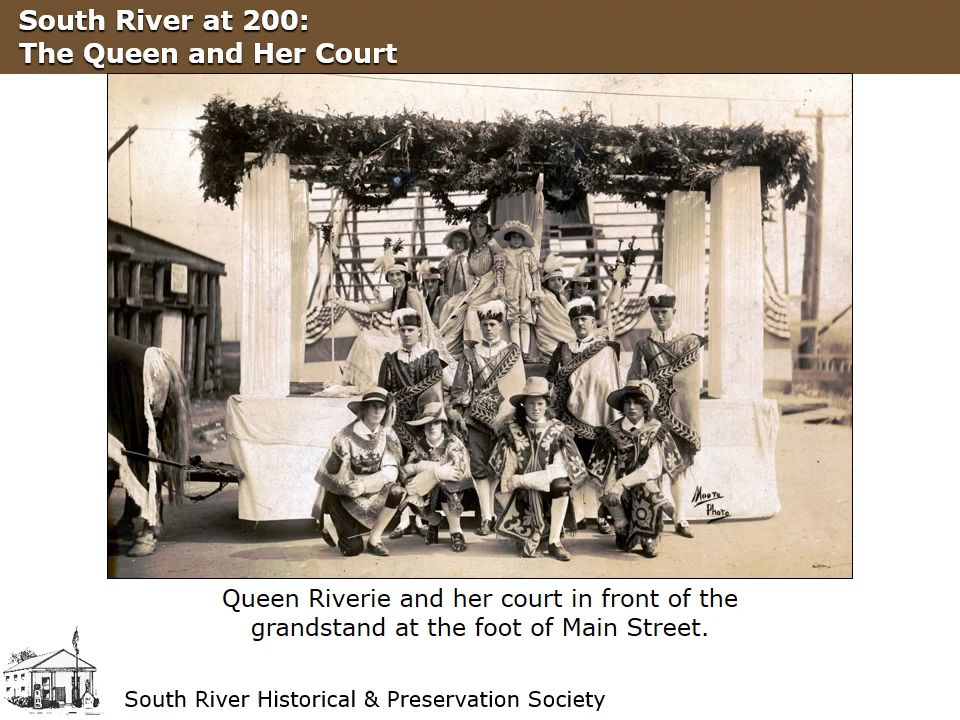 South River at 200:
The Queen and Her Court
Moore
Photo
Queen Riverie and her court in front of the
grandstand at the foot of Main Street.
South River Historical & Preservation Society